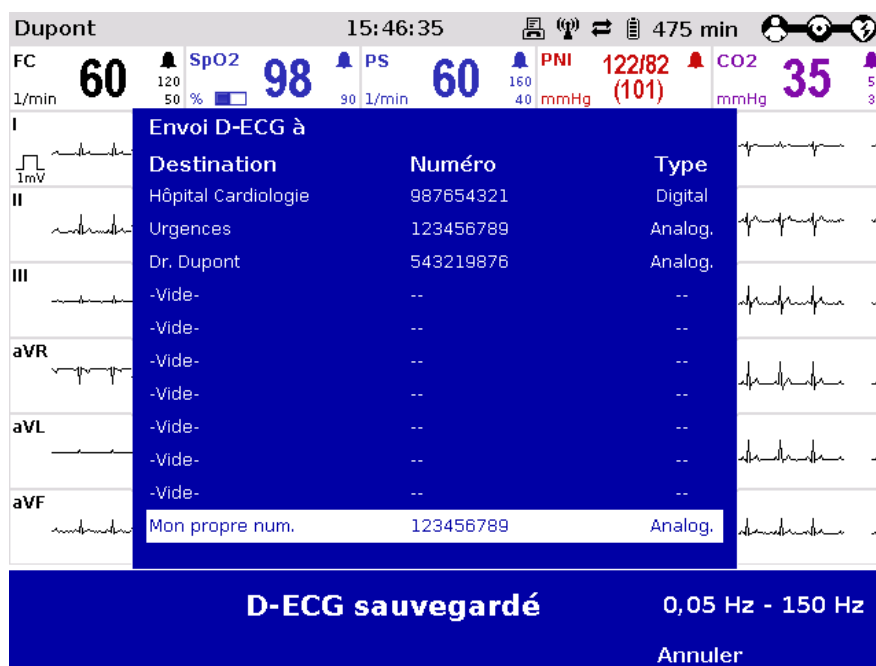 Dupont 15:46:35 475 min
FC 60 120 50 1/min
SpO2 98 90 %
PS 60 160 40 1/min
PNI 122/82 (101) mmHg
CO2 35 5 3 mmHg
I
1mV
II
III
aVR
aVL
aVF
Envoi D-ECG à
Destination Numéro Type
Hôpital Cardiologie 987654321 Digital
Urgences 123456789 Analog.
Dr. Dupont 543219876 Analog.
-Vide- -- --
-Vide- -- --
-Vide- -- --
-Vide- -- --
-Vide- -- --
-Vide- -- --
-Vide- -- --
Mon propre num. 123456789 Analog.
D-ECG sauvegardé 0,05 Hz - 150 Hz
Annuler